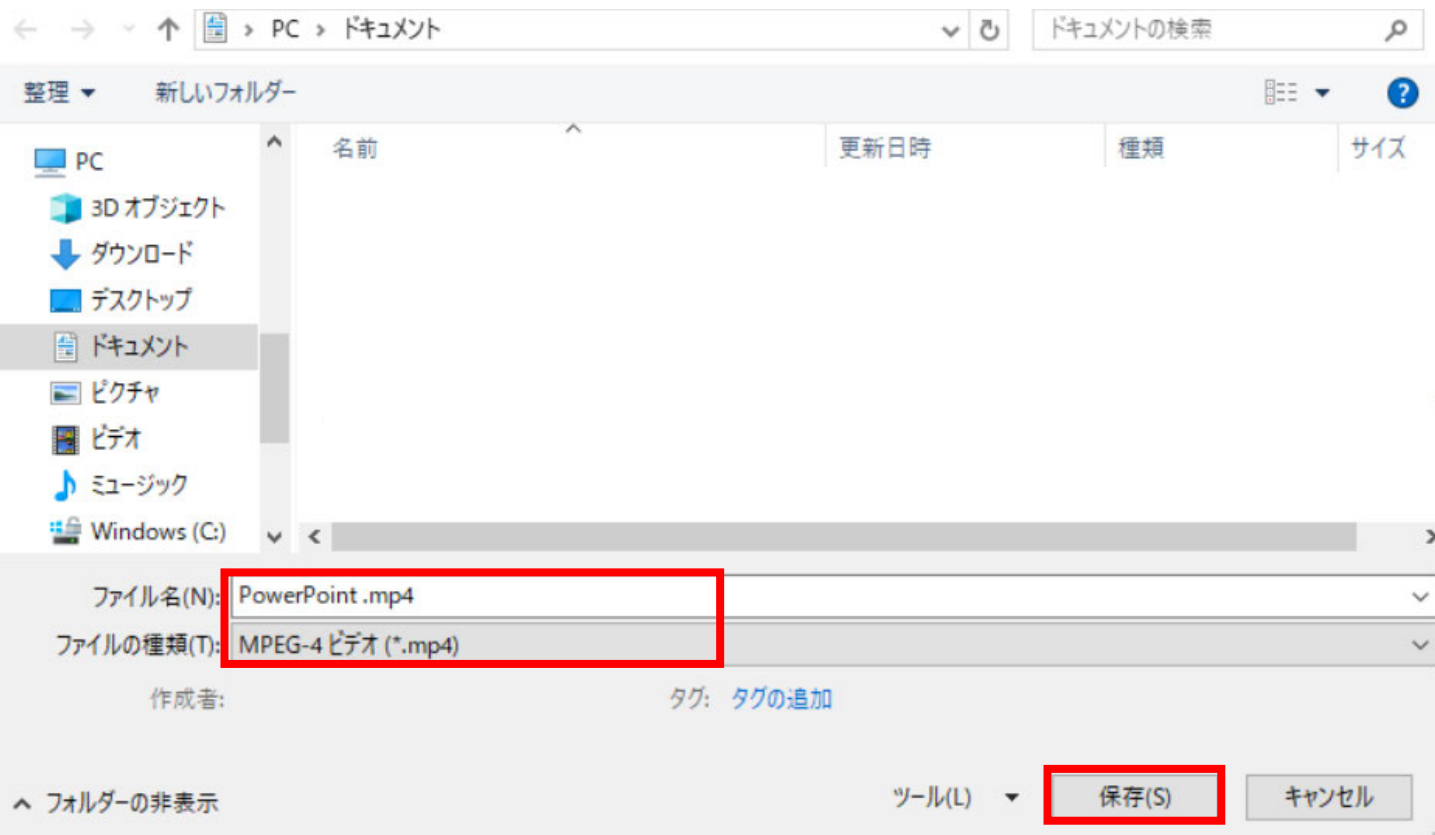 PC › ドキュメント
ドキュメントの検索
整理
新しいフォルダー
名前
更新日時
種類
サイズ
PC
3D オブジェクト
ダウンロード
デスクトップ
ドキュメント
ピクチャ
ビデオ
ミュージック
Windows (C:)
ファイル名(N): PowerPoint .mp4
ファイルの種類(T): MPEG-4 ビデオ (*.mp4)
作成者:
タグ: タグの追加
フォルダーの非表示
ツール(L)
保存(S)
キャンセル